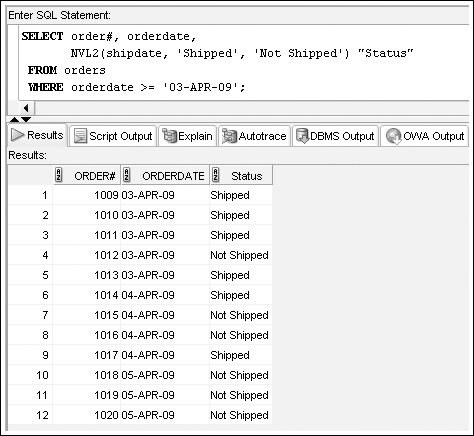 Enter SQL Statement:
SELECT order#, orderdate,
NVL2(shipdate, 'Shipped', 'Not Shipped') "Status"
FROM orders
WHERE orderdate >= '03-APR-09';
Results Script Output Explain Autotrace DBMS Output OWA Output
Results:
ORDER# ORDERDATE Status
1 1009 03-APR-09 Shipped
2 1010 03-APR-09 Shipped
3 1011 03-APR-09 Shipped
4 1012 03-APR-09 Not Shipped
5 1013 03-APR-09 Shipped
6 1014 04-APR-09 Shipped
7 1015 04-APR-09 Not Shipped
8 1016 04-APR-09 Not Shipped
9 1017 04-APR-09 Shipped
10 1018 05-APR-09 Not Shipped
11 1019 05-APR-09 Not Shipped
12 1020 05-APR-09 Not Shipped